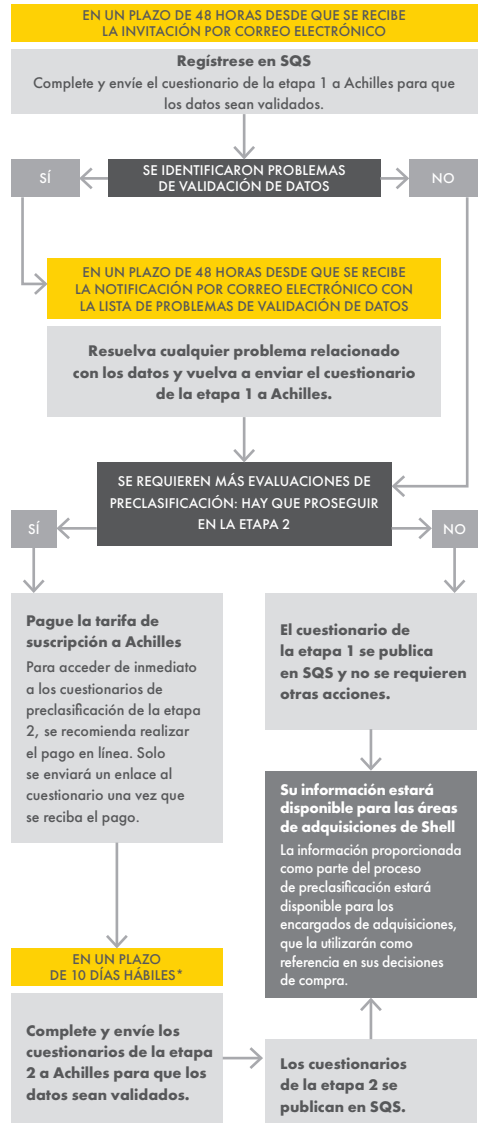 EN UN PLAZO DE 48 HORAS DESDE QUE SE RECIBE
LA INVITACIÓN POR CORREO ELECTRÓNICO
Regístrese en SQS
Complete y envíe el cuestionario de la etapa 1 a Achilles para que
los datos sean validados.
SÍ
SE IDENTIFICARON PROBLEMAS
DE VALIDACIÓN DE DATOS
NO
EN UN PLAZO DE 48 HORAS DESDE QUE SE RECIBE
LA NOTIFICACIÓN POR CORREO ELECTRÓNICO CON
LA LISTA DE PROBLEMAS DE VALIDACIÓN DE DATOS
Resuelva cualquier problema relacionado
con los datos y vuelva a enviar el cuestionario
de la etapa 1 a Achilles.
SE REQUIEREN MÁS EVALUACIONES DE
PRECLASIFICACIÓN: HAY QUE PROSEGUIR
EN LA ETAPA 2
SÍ
NO
Pague la tarifa de
suscripción a Achilles
Para acceder de inmediato
a los cuestionarios de
preclasificación de la etapa
2, se recomienda realizar
el pago en línea. Solo
se enviará un enlace al
cuestionario una vez que
se reciba el pago.
El cuestionario de
la etapa 1 se publica
en SQS y no se requieren
otras acciones.
Su información estará
disponible para las áreas
de adquisiciones de Shell
La información proporcionada
como parte del proceso
de preclasificación estará
disponible para los
encargados de adquisiciones,
que la utilizarán como
referencia en sus decisiones
de compra.
EN UN PLAZO
DE 10 DÍAS HÁBILES*
Complete y envíe los
cuestionarios de la etapa
2 a Achilles para que los
datos sean validados.
Los cuestionarios
de la etapa 2 se
publican en SQS.